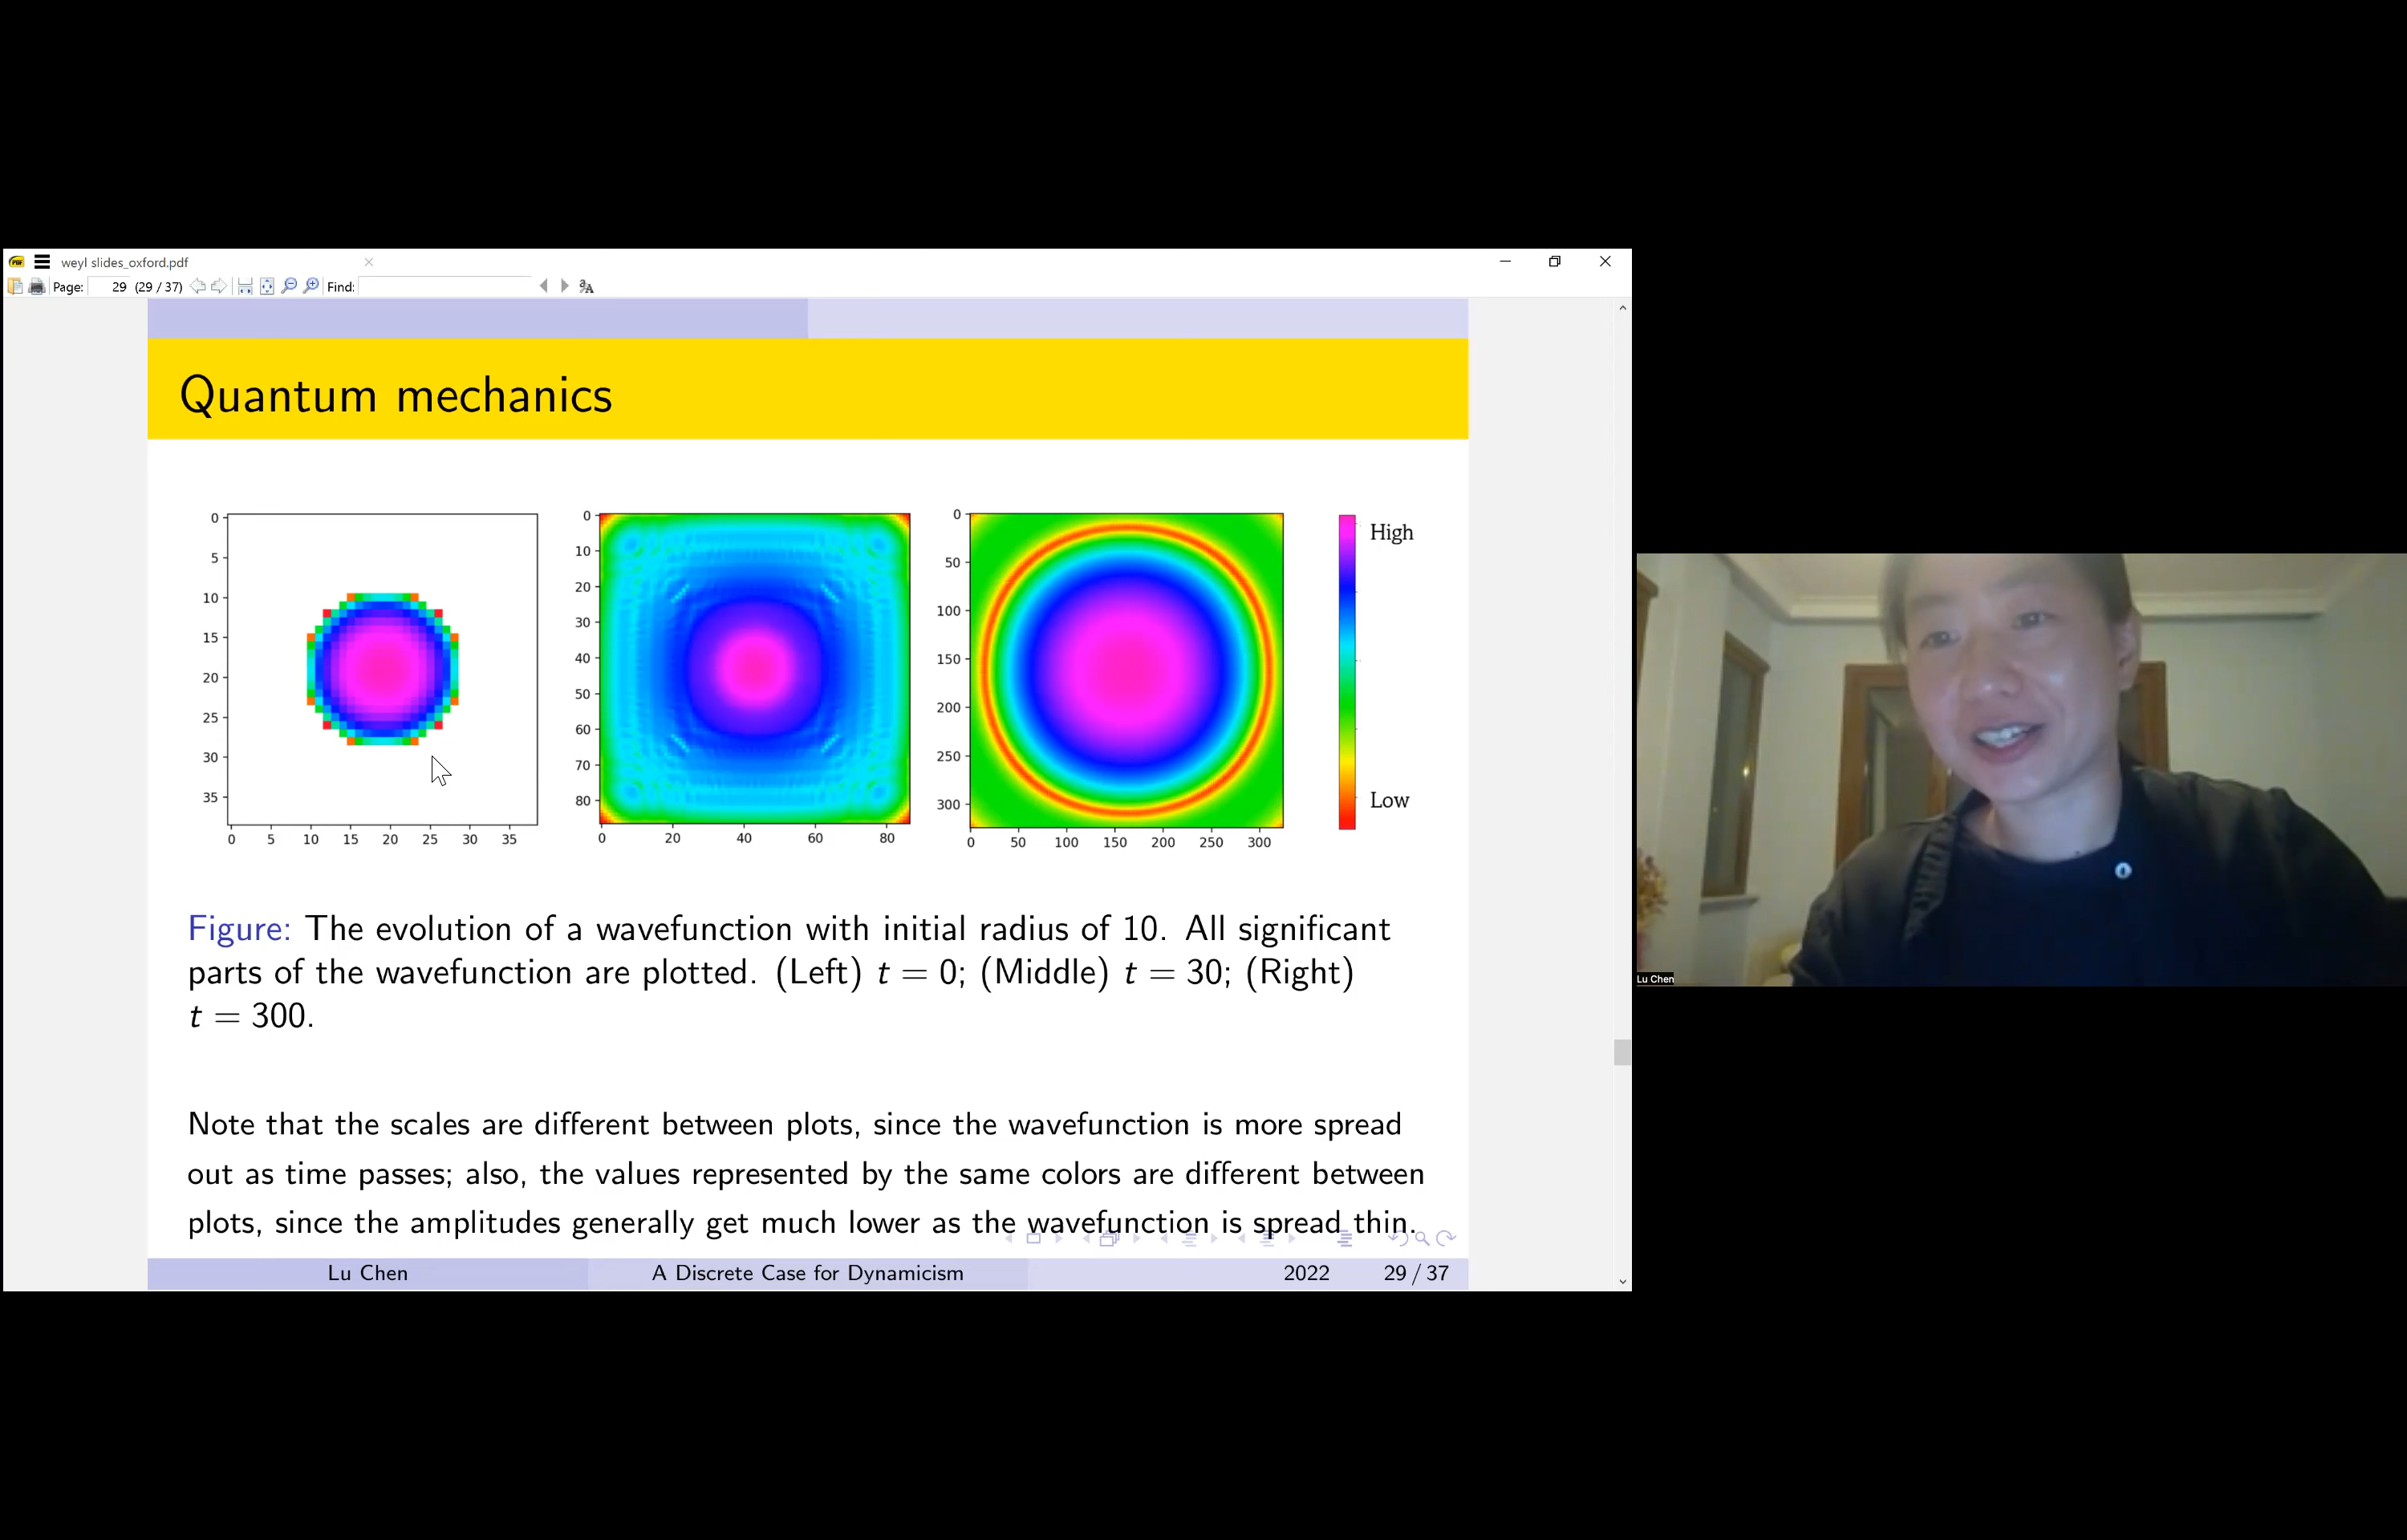 weyl slides_oxford.pdf
Page: 29 (29 / 37) Find:
Quantum mechanics
0 5 10 15 20 25 30 35
0 5 10 15 20 25 30 35
0 10 20 30 40 50 60 70 80
0 20 40 60 80
0 50 100 150 200 250 300
0 50 100 150 200 250 300
High
Low
Figure: The evolution of a wavefunction with initial radius of 10. All significant
parts of the wavefunction are plotted. (Left) t = 0; (Middle) t = 30; (Right)
t = 300.
Note that the scales are different between plots, since the wavefunction is more spread
out as time passes; also, the values represented by the same colors are different between
plots, since the amplitudes generally get much lower as the wavefunction is spread thin.
Lu Chen A Discrete Case for Dynamicism 2022 29 / 37
Lu Chen